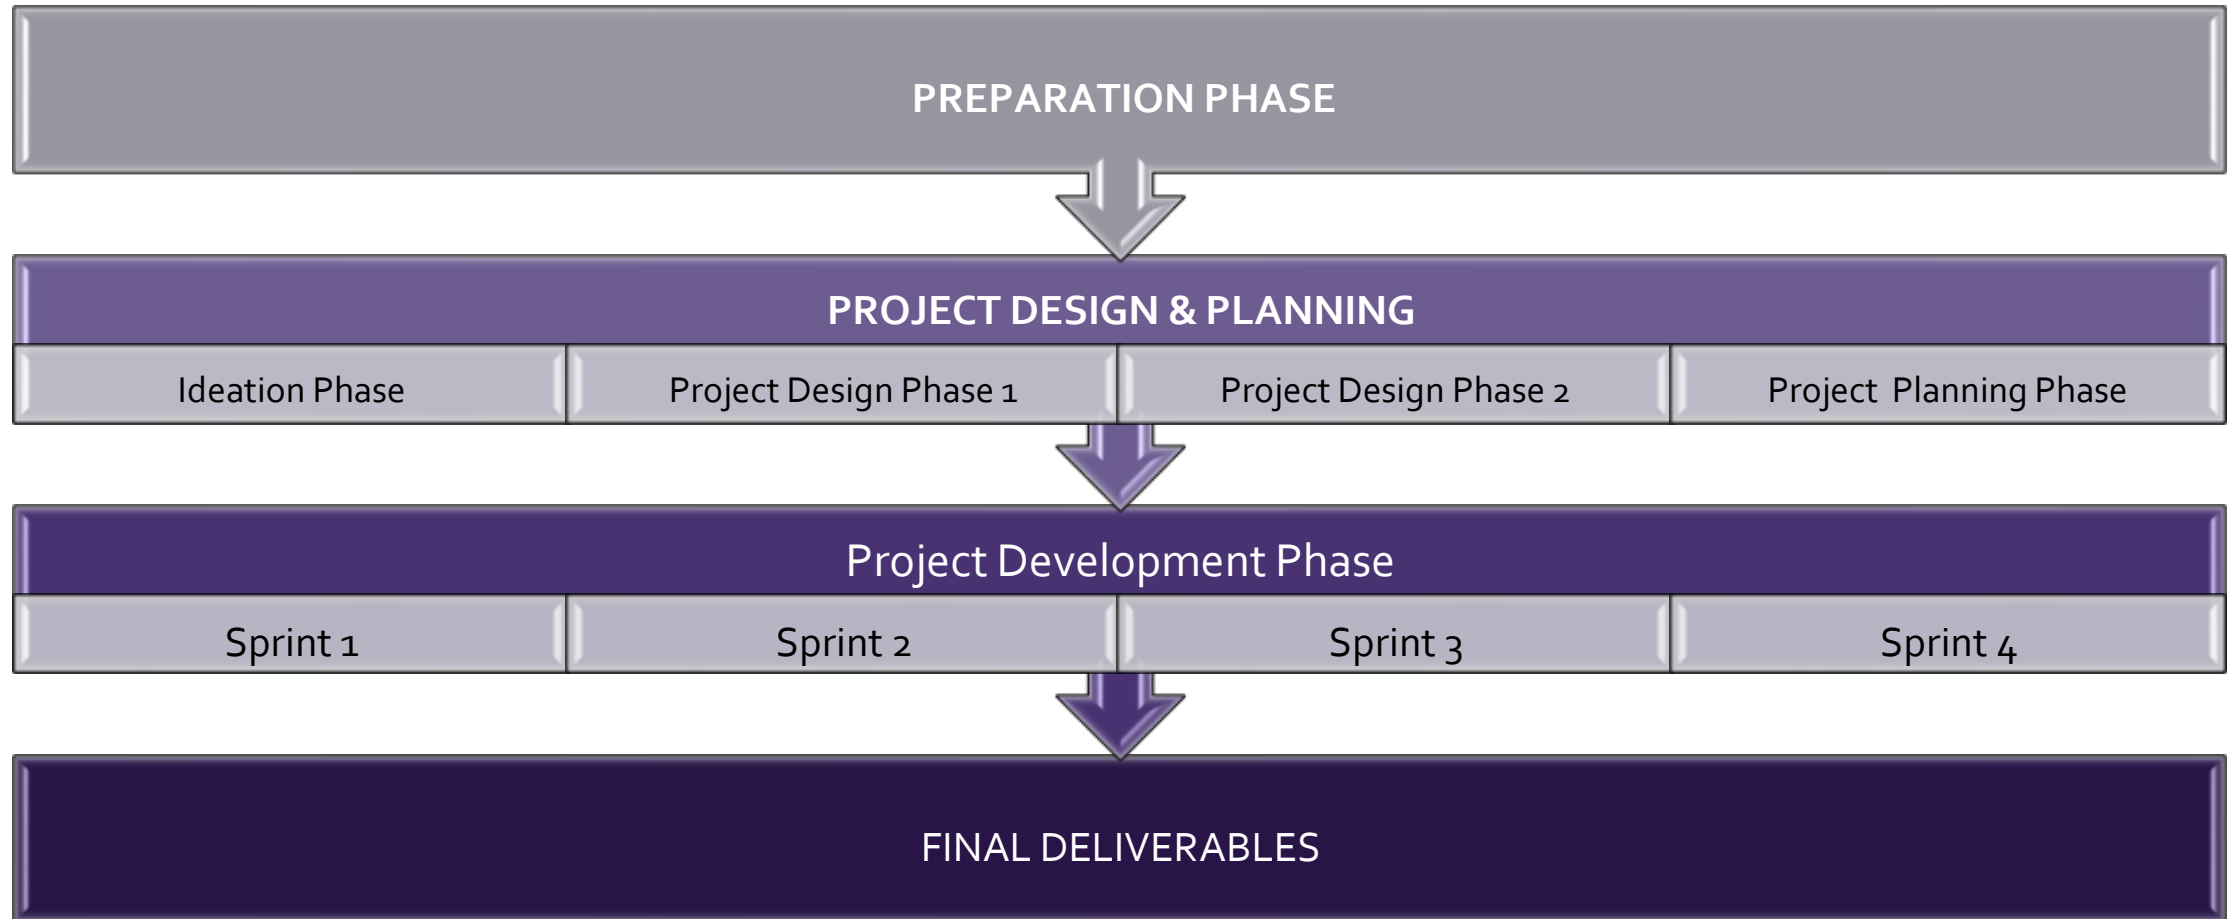 PREPARATION PHASE
PROJECT DESIGN & PLANNING
Ideation Phase
Project Design Phase 1
Project Design Phase 2
Project Planning Phase
Project Development Phase
Sprint 1
Sprint 2
Sprint 3
Sprint 4
FINAL DELIVERABLES